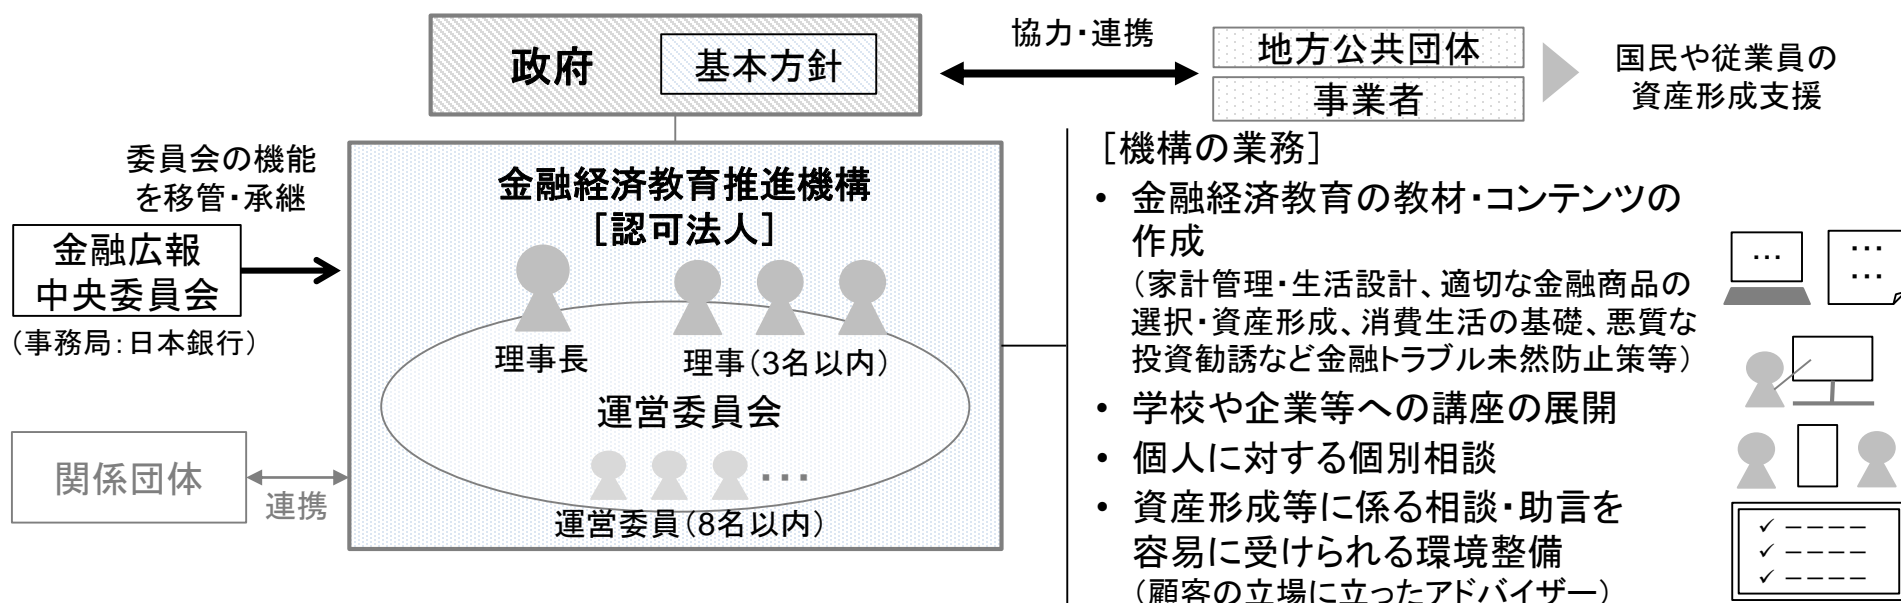 政府
基本方針
協力・連携
地方公共団体
事業者
国民や従業員の
資産形成支援
委員会の機能
を移管・承継
金融広報
中央委員会
（事務局：日本銀行）
関係団体
連携
金融経済教育推進機構
［認可法人］
理事長
理事（3名以内）
運営委員会
…
運営委員（8名以内）
［機構の業務］
• 金融経済教育の教材・コンテンツの
作成
（家計管理・生活設計、適切な金融商品の
選択・資産形成、消費生活の基礎、悪質な
投資勧誘など金融トラブル未然防止策等）
• 学校や企業等への講座の展開
• 個人に対する個別相談
• 資産形成等に係る相談・助言を
容易に受けられる環境整備
（顧客の立場に立ったアドバイザー）
…
…
…
✓ －－－－
✓ －－－－
✓ －－－－